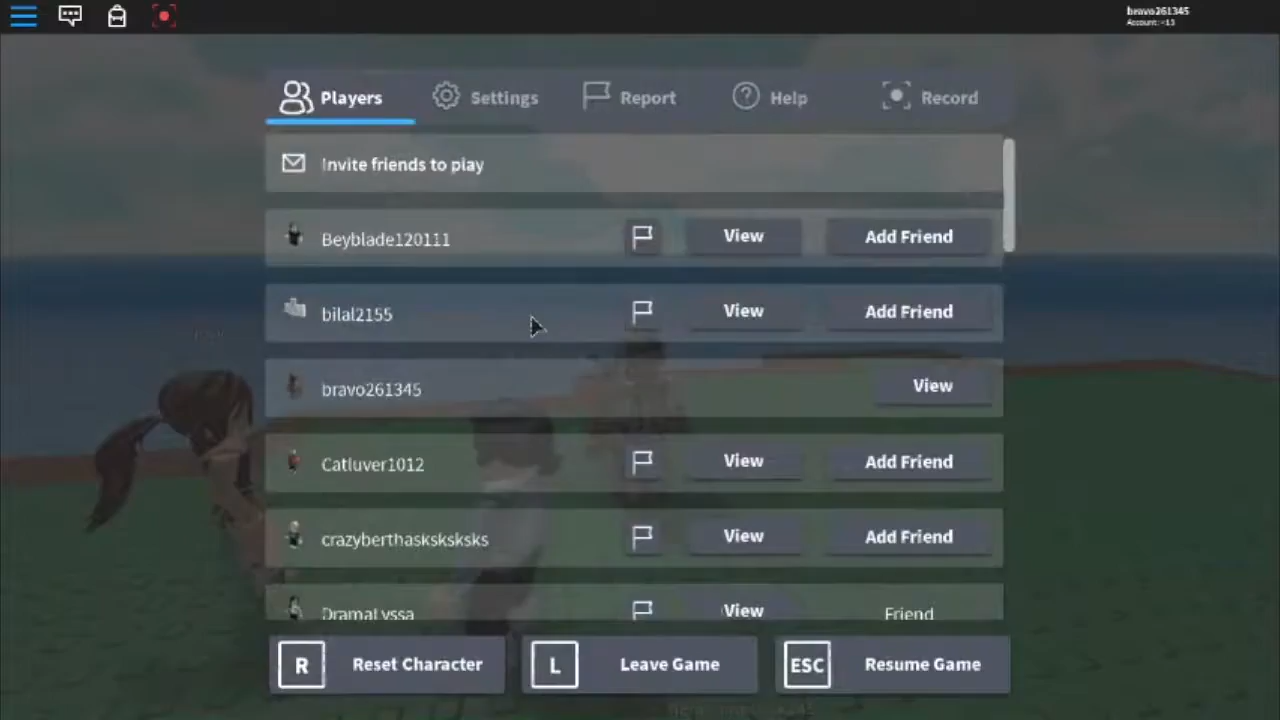 bravo261345
Account: <13
Players Settings Report Help Record
Invite friends to play
Beyblade120111 View Add Friend
bilal2155 View Add Friend
bravo261345 View
Catluver1012 View Add Friend
crazyberthasksksksks View Add Friend
DramaLyssa View Friend
R Reset Character L Leave Game ESC Resume Game